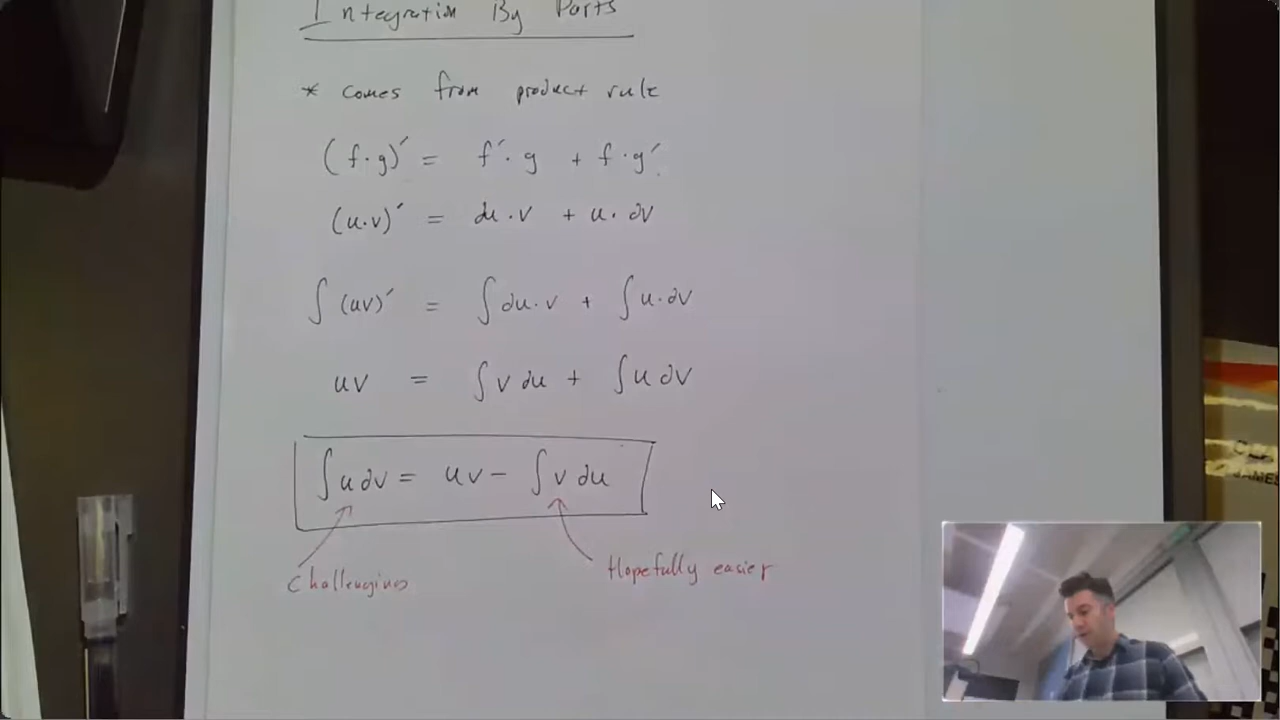 Integration By Parts
* comes from product rule
(f·g)′ = f′·g + f·g′
(u·v)′ = du·v + u·dv
∫(uv)′ = ∫du·v + ∫u·dv
uv = ∫v du + ∫u dv
∫u dv = uv − ∫v du
Challenging
Hopefully easier